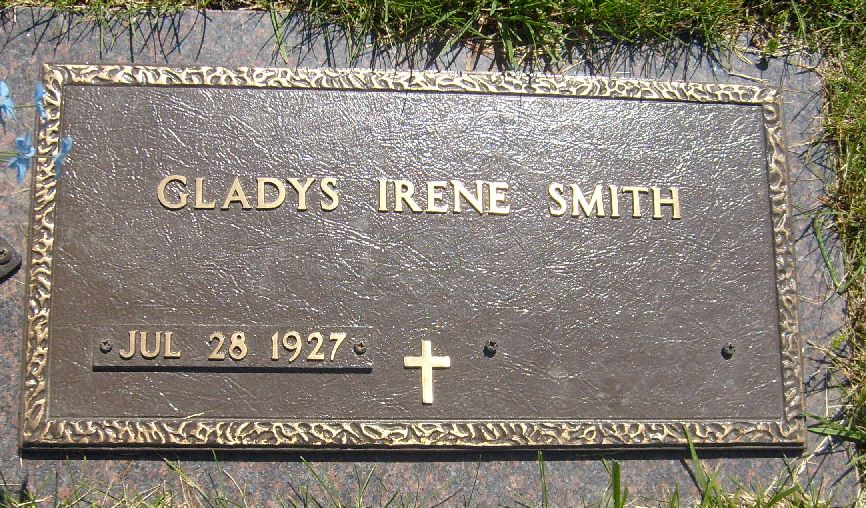 GLADYS IRENE SMITH
JUL 28 1927